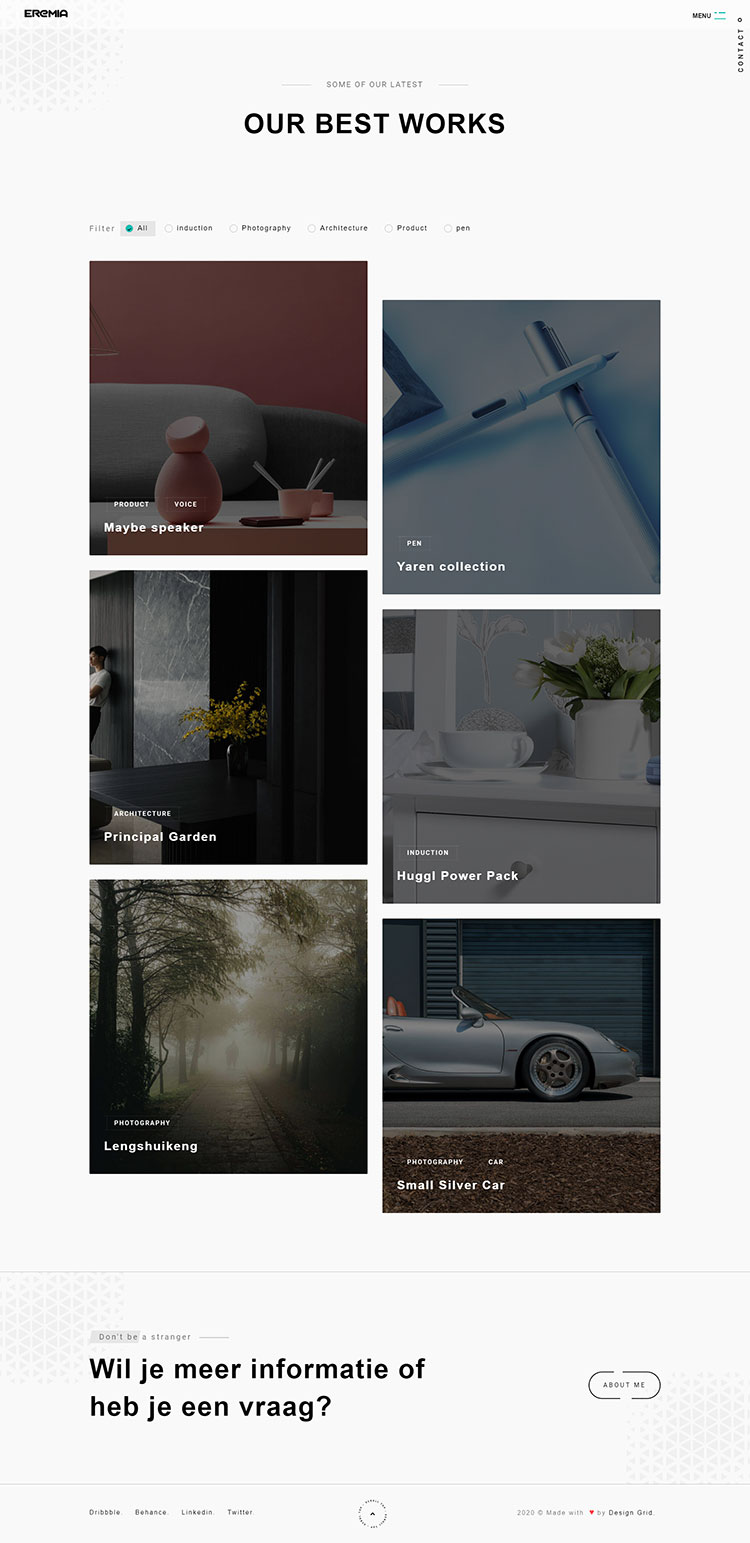 EREMIA
MENU
CONTACT
SOME OF OUR LATEST
OUR BEST WORKS
Filter All induction Photography Architecture Product pen
PRODUCT VOICE
Maybe speaker
PEN
Yaren collection
ARCHITECTURE
Principal Garden
INDUCTION
Huggl Power Pack
PHOTOGRAPHY
Lengshuikeng
PHOTOGRAPHY CAR
Small Silver Car
Don't be a stranger
Wil je meer informatie of
heb je een vraag?
ABOUT ME
Dribbble. Behance. Linkedin. Twitter.
2020 © Made with ♥ by Design Grid.